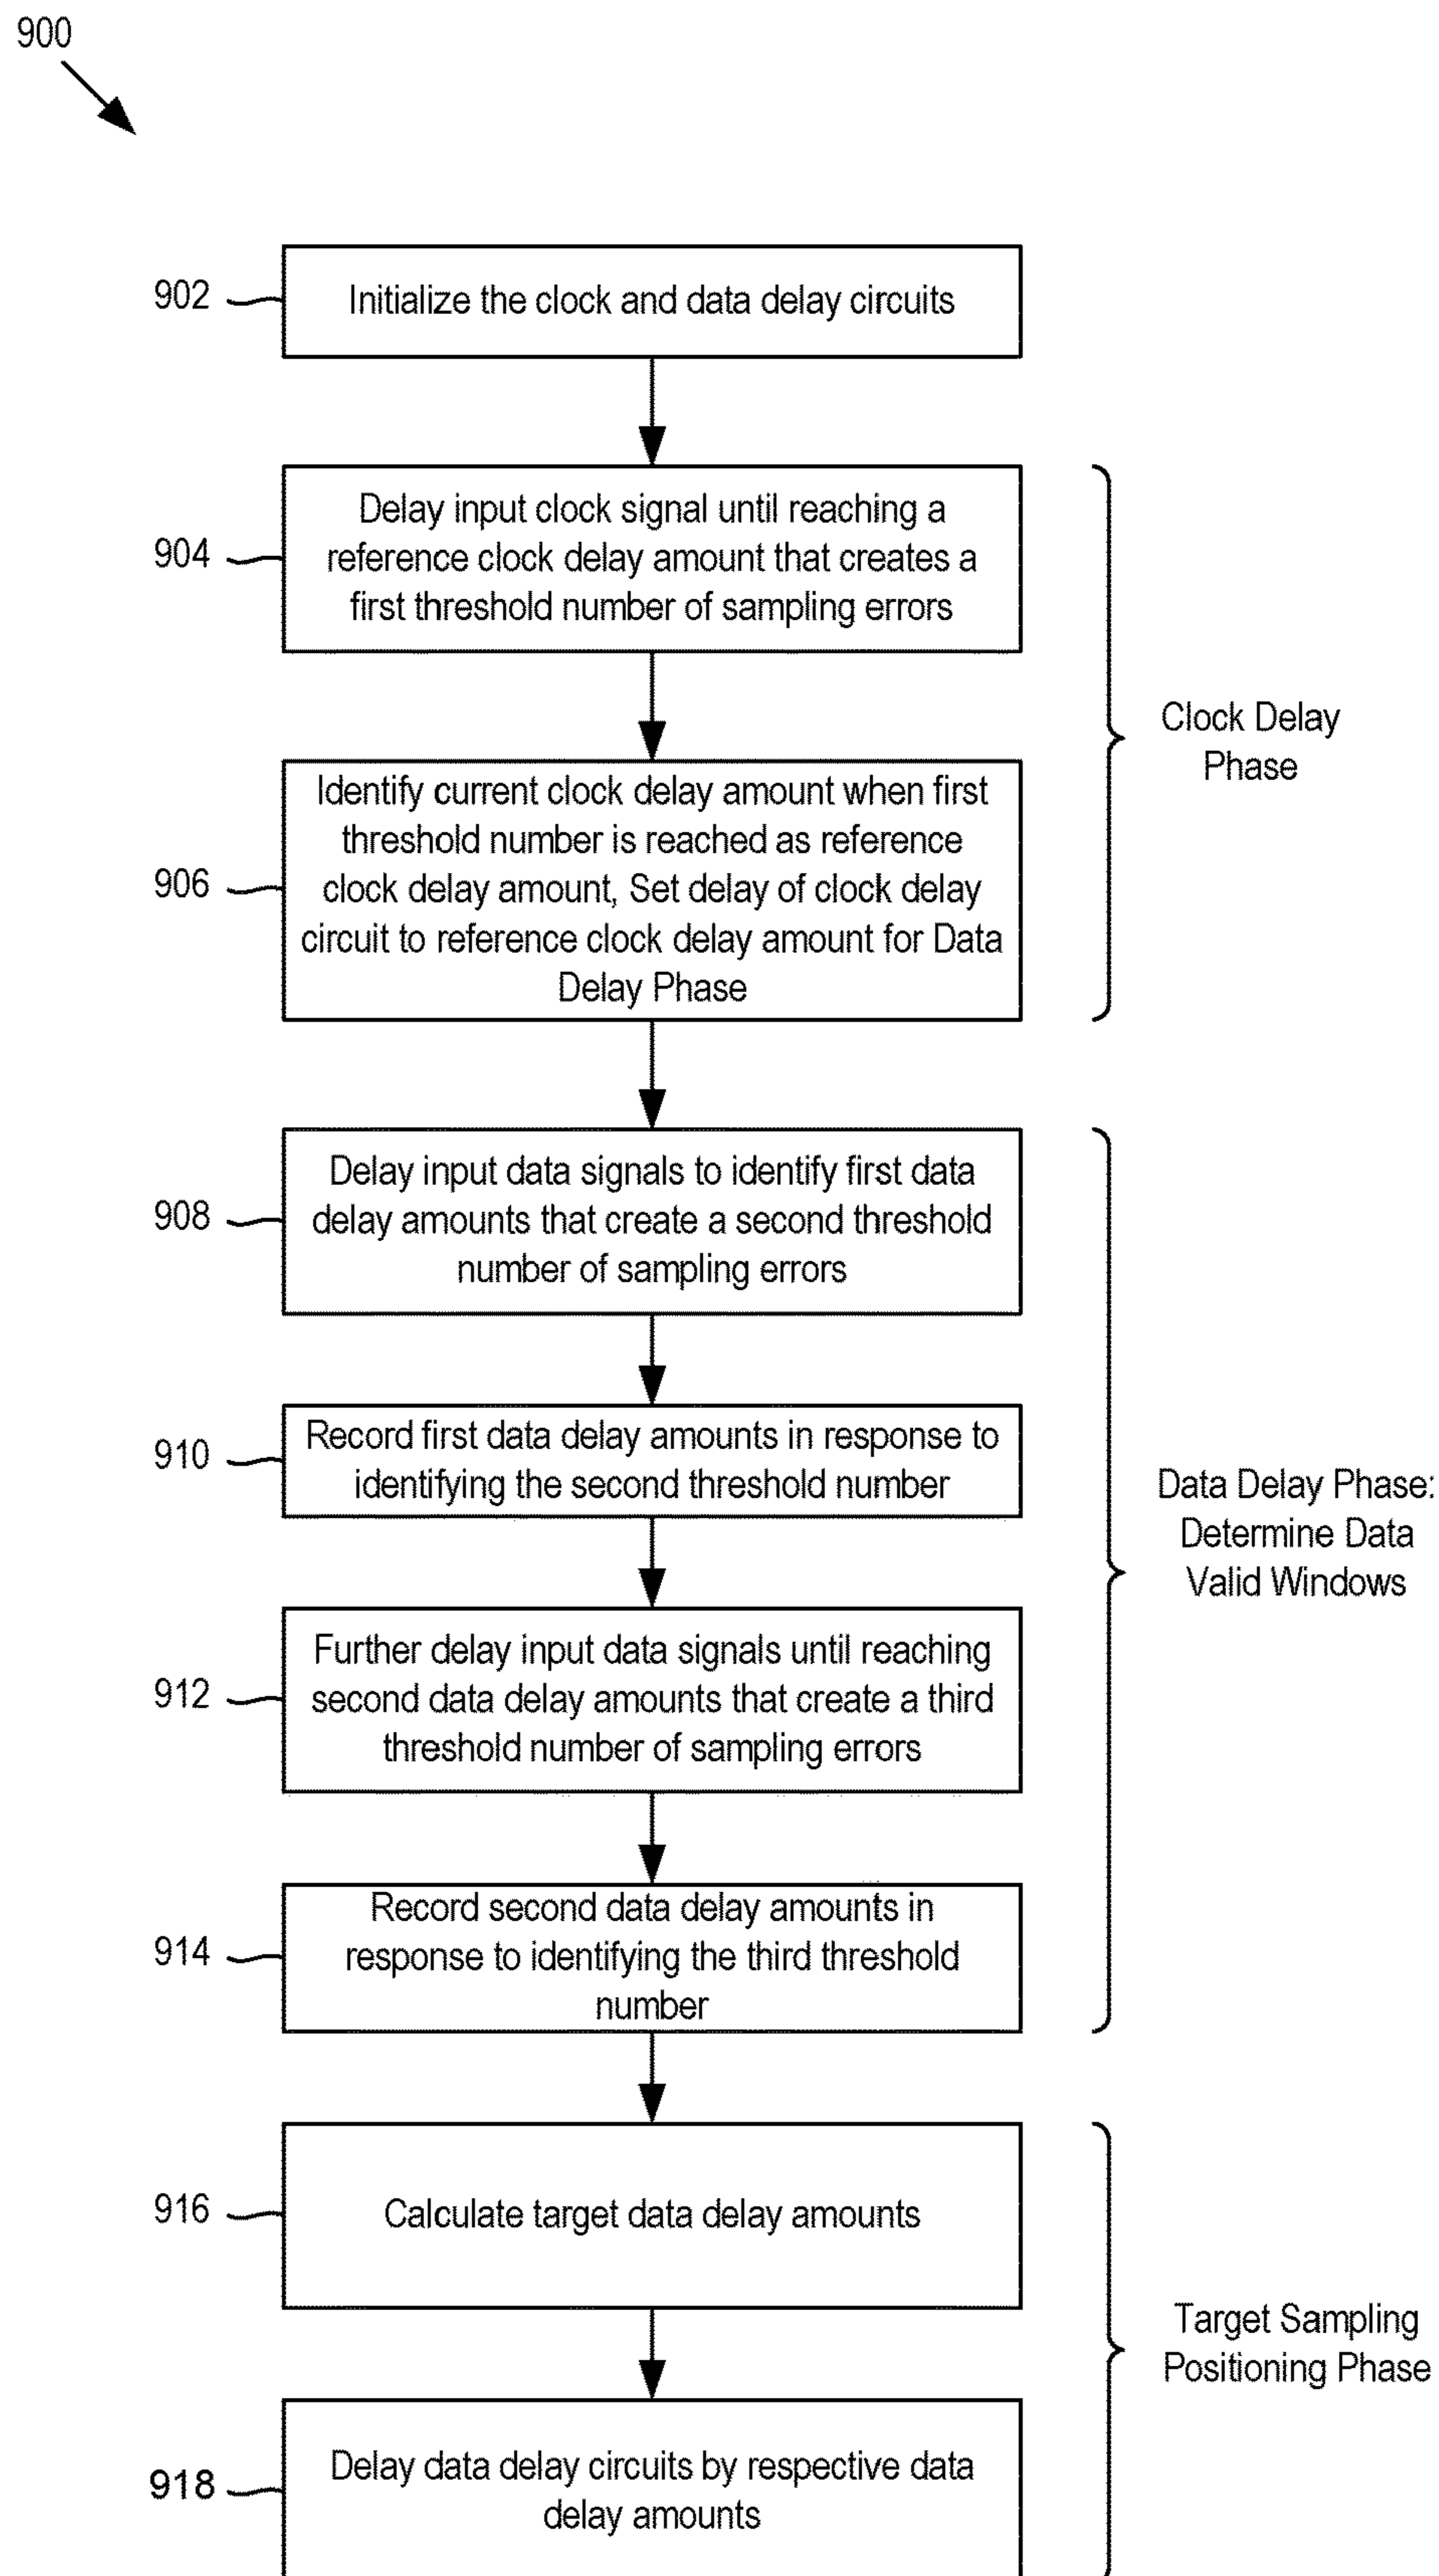 900
902
Initialize the clock and data delay circuits
904
Delay input clock signal until reaching a
reference clock delay amount that creates a
first threshold number of sampling errors
906
Identify current clock delay amount when first
threshold number is reached as reference
clock delay amount, Set delay of clock delay
circuit to reference clock delay amount for Data
Delay Phase
Clock Delay
Phase
908
Delay input data signals to identify first data
delay amounts that create a second threshold
number of sampling errors
910
Record first data delay amounts in response to
identifying the second threshold number
912
Further delay input data signals until reaching
second data delay amounts that create a third
threshold number of sampling errors
914
Record second data delay amounts in
response to identifying the third threshold
number
Data Delay Phase:
Determine Data
Valid Windows
916
Calculate target data delay amounts
918
Delay data delay circuits by respective data
delay amounts
Target Sampling
Positioning Phase